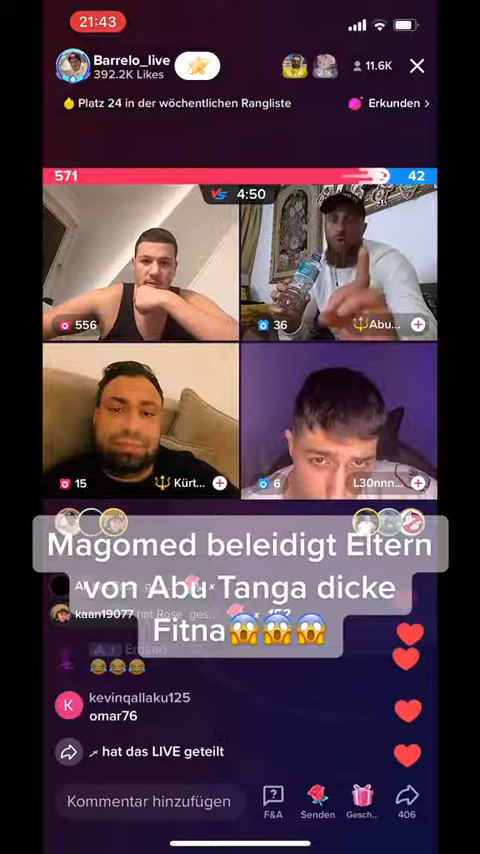 21:43
Barrelo_live
392.2K Likes
11.6K
Platz 24 in der wöchentlichen Rangliste
Erkunden >
571
VS 4:50
42
556
36
Abu...
15
Kürt...
6
L30nnn...
Magomed beleidigt Eltern
von Abu Tanga dicke
Fitna😱😱😱
kaan19077 hat Rose ges...
😂😂😂
K
kevinqallaku125
omar76
hat das LIVE geteilt
Kommentar hinzufügen
F&A
Senden
Gesch...
406